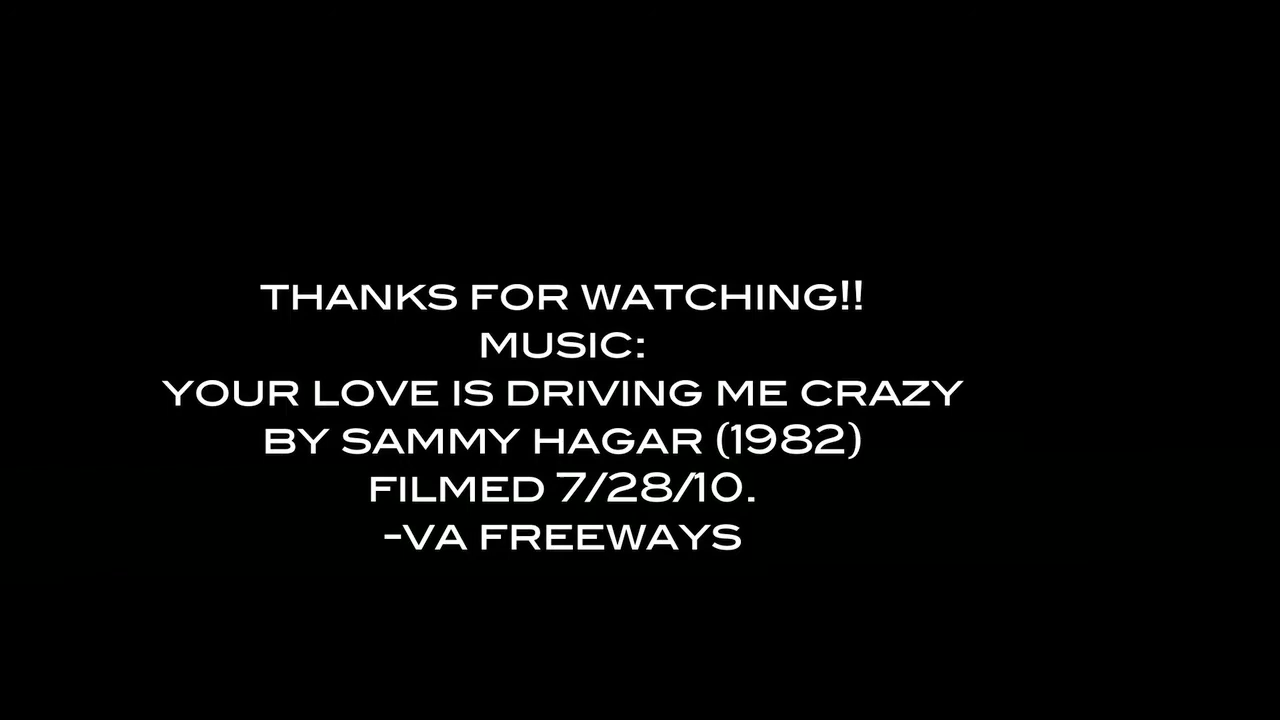 THANKS FOR WATCHING!!
MUSIC:
YOUR LOVE IS DRIVING ME CRAZY
BY SAMMY HAGAR (1982)
FILMED 7/28/10.
-VA FREEWAYS